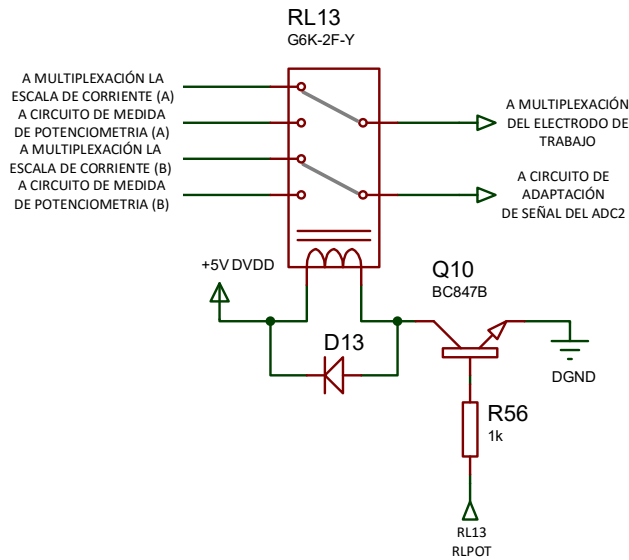 RL13
G6K-2F-Y
A MULTIPLEXACIÓN LA
ESCALA DE CORRIENTE (A)
A CIRCUITO DE MEDIDA
DE POTENCIOMETRIA (A)
A MULTIPLEXACIÓN LA
ESCALA DE CORRIENTE (B)
A CIRCUITO DE MEDIDA
DE POTENCIOMETRIA (B)
A MULTIPLEXACIÓN
DEL ELECTRODO DE
TRABAJO
A CIRCUITO DE
ADAPTACIÓN
DE SEÑAL DEL ADC2
+5V DVDD
Q10
BC847B
D13
DGND
R56
1k
RL13
RLPOT